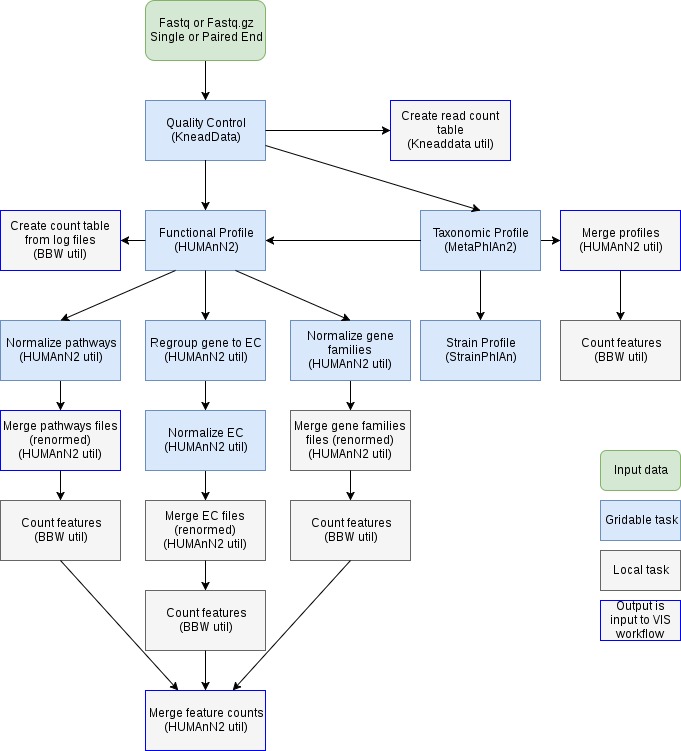 Fastq or Fastq.gz
Single or Paired End
Quality Control
(KneadData)
Create read count
table
(Kneaddata util)
Create count table
from log files
(BBW util)
Functional Profile
(HUMAnN2)
Taxonomic Profile
(MetaPhlAn2)
Merge profiles
(HUMAnN2 util)
Normalize pathways
(HUMAnN2 util)
Regroup gene to EC
(HUMAnN2 util)
Normalize gene
families
(HUMAnN2 util)
Strain Profile
(StrainPhlAn)
Count features
(BBW util)
Merge pathways files
(renormed)
(HUMAnN2 util)
Normalize EC
(HUMAnN2 util)
Merge gene families
files (renormed)
(HUMAnN2 util)
Input data
Count features
(BBW util)
Merge EC files
(renormed)
(HUMAnN2 util)
Count features
(BBW util)
Gridable task
Local task
Count features
(BBW util)
Output is
input to VIS
workflow
Merge feature counts
(HUMAnN2 util)